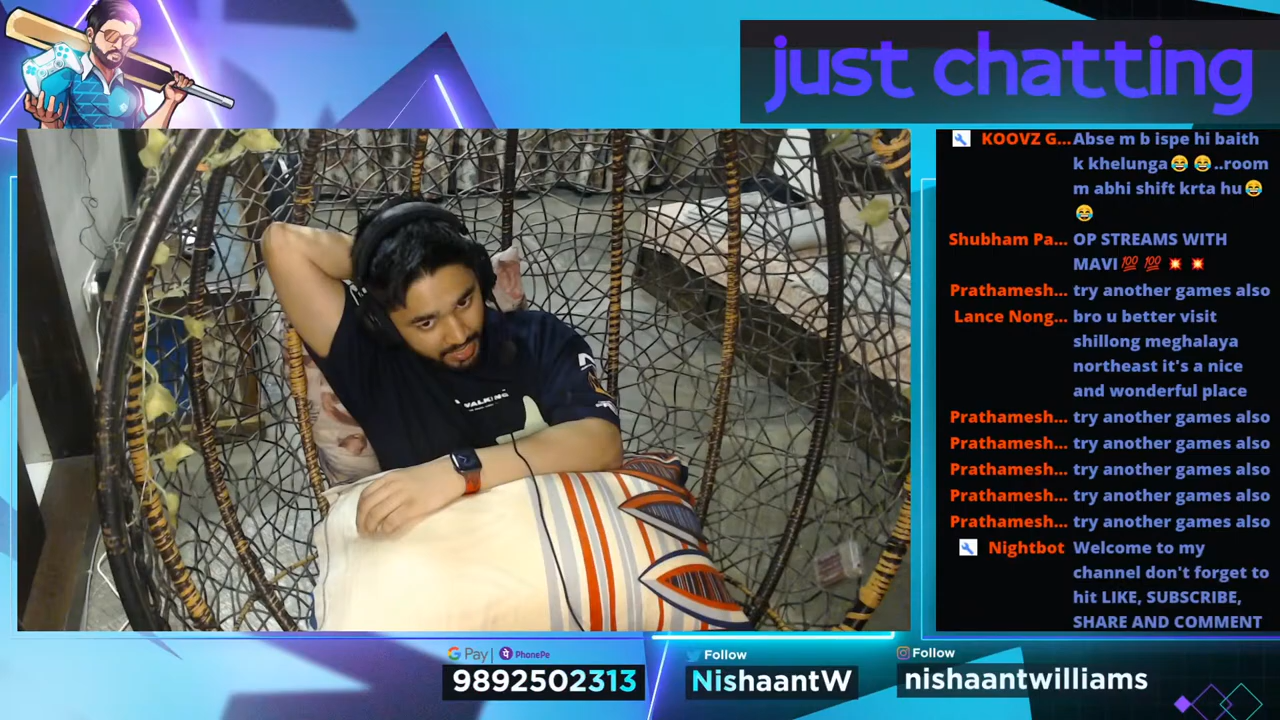 just chatting
KOOVZ G... Abse m b ispe hi baith
k khelunga😂 😂..room
m abhi shift krta hu😂
😂
Shubham Pa... OP STREAMS WITH
MAVI 💯 💯 💥 💥
Prathamesh... try another games also
Lance Nong... bro u better visit
shillong meghalaya
northeast it's a nice
and wonderful place
Prathamesh... try another games also
Prathamesh... try another games also
Prathamesh... try another games also
Prathamesh... try another games also
Prathamesh... try another games also
Nightbot Welcome to my
channel don't forget to
hit LIKE, SUBSCRIBE,
SHARE AND COMMENT
WALKING
G Pay | PhonePe
9892502313
Follow
NishaantW
Follow
nishaantwilliams